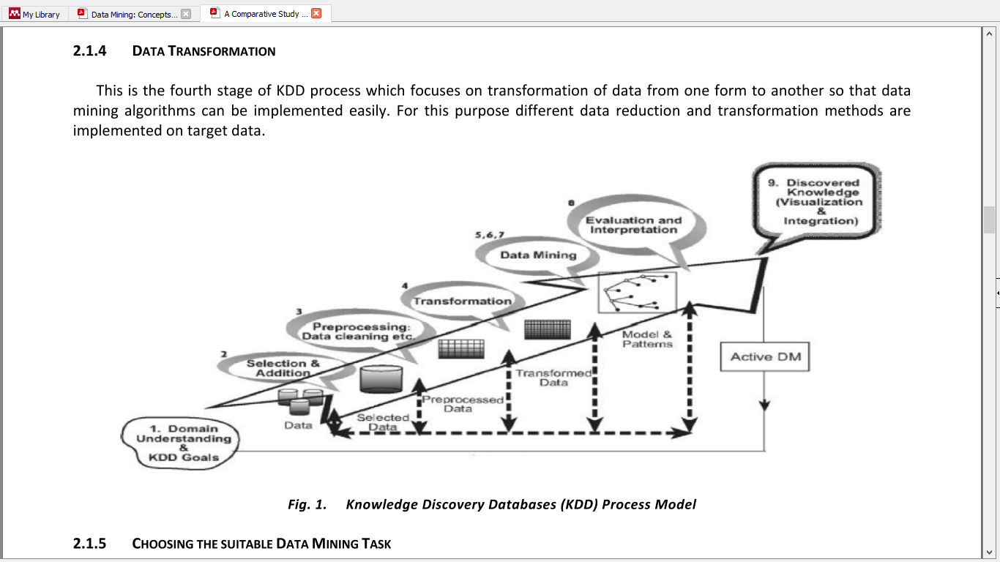 My Library
Data Mining: Concepts...
A Comparative Study ...
2.1.4 DATA TRANSFORMATION
This is the fourth stage of KDD process which focuses on transformation of data from one form to another so that data
mining algorithms can be implemented easily. For this purpose different data reduction and transformation methods are
implemented on target data.
9. Discovered
Knowledge
(Visualization
&
Integration)
8
Evaluation and
Interpretation
5,6,7
Data Mining
4
Transformation
3
Preprocessing:
Data cleaning etc.
2
Selection &
Addition
Model &
Patterns
Transformed
Data
Preprocessed
Data
Selected
Data
Data
Active DM
1. Domain
Understanding
&
KDD Goals
Fig. 1. Knowledge Discovery Databases (KDD) Process Model
2.1.5 CHOOSING THE SUITABLE DATA MINING TASK